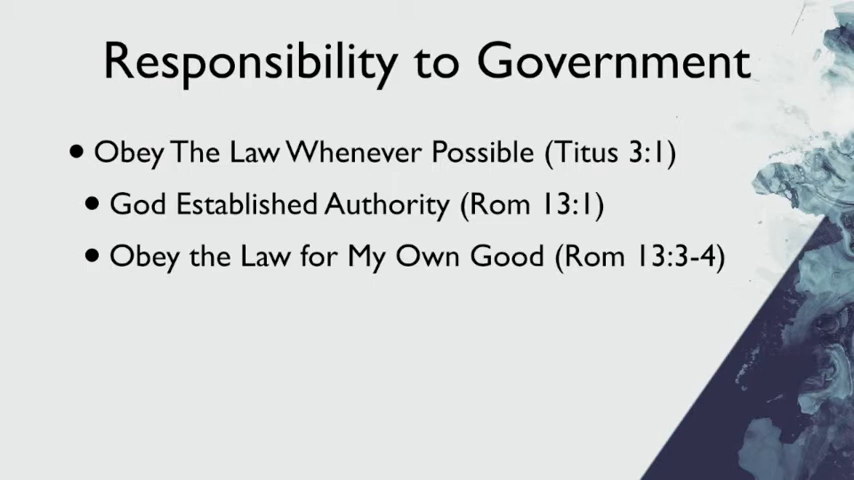 Responsibility to Government
• Obey The Law Whenever Possible (Titus 3:1)
• God Established Authority (Rom 13:1)
• Obey the Law for My Own Good (Rom 13:3-4)